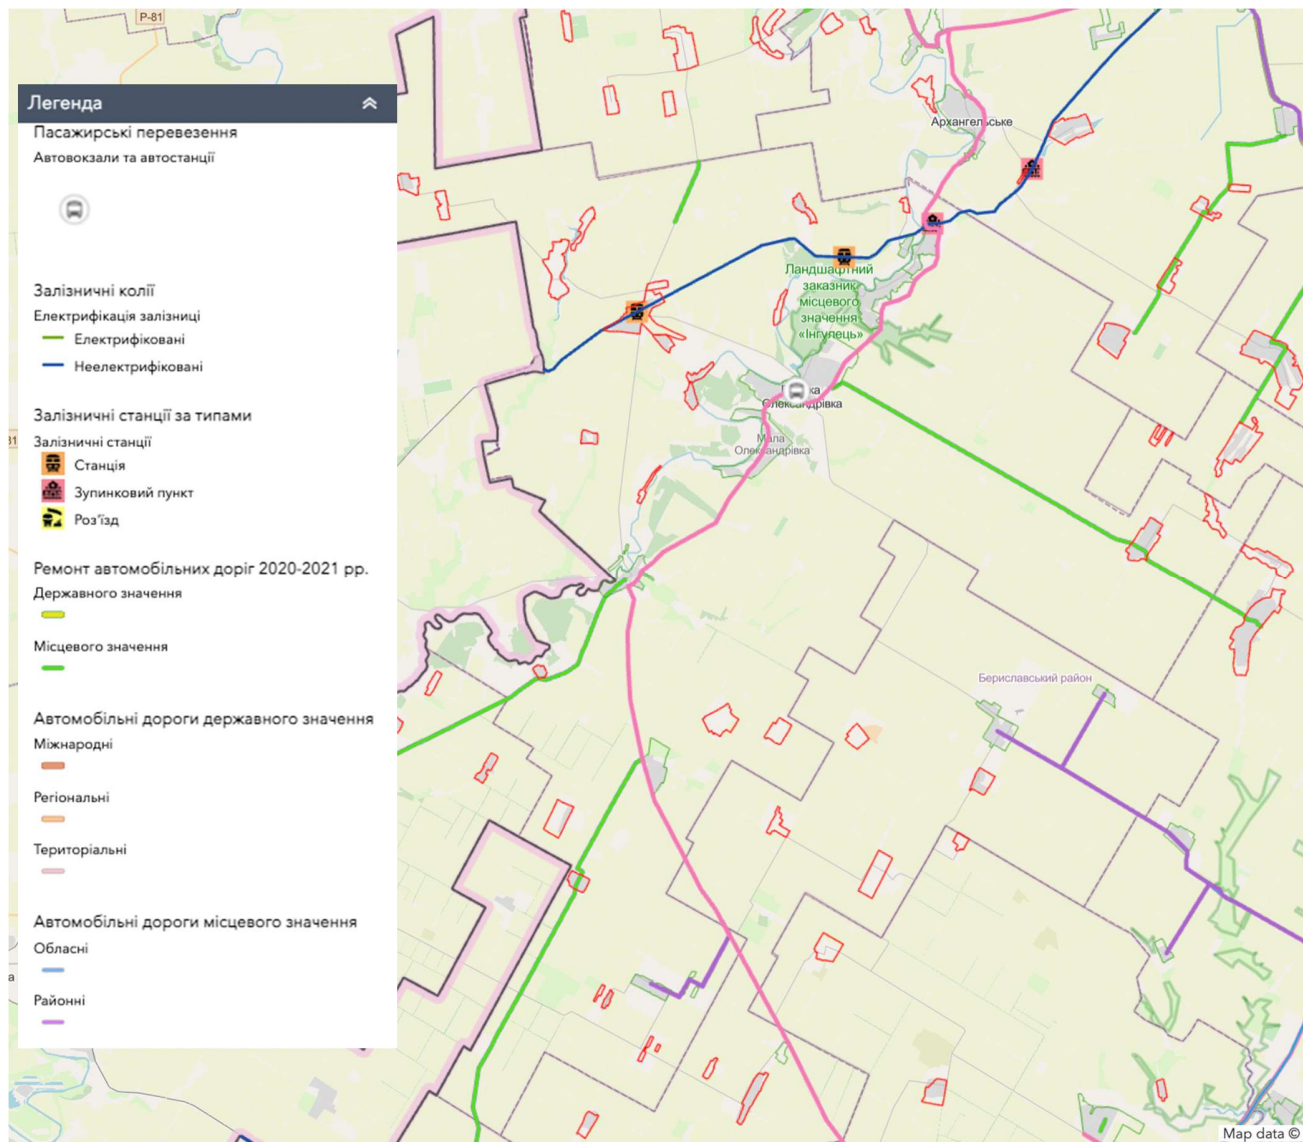 P-81
Легенда
Пасажирські перевезення
Автовокзали та автостанції
Залізничні колії
Електрифікація залізниці
Електрифіковані
Неелектрифіковані
Залізничні станції за типами
Залізничні станції
Станція
Зупинковий пункт
Роз'їзд
Ремонт автомобільних доріг 2020-2021 рр.
Державного значення
Місцевого значення
Автомобільні дороги державного значення
Міжнародні
Регіональні
Територіальні
Автомобільні дороги місцевого значення
Обласні
Районні
Архангельське
Ландшафтний
заказник
місцевого
значення
«Інгулець»
Олександрівка
Мала
Олександрівка
Бериславський район
Map data ©